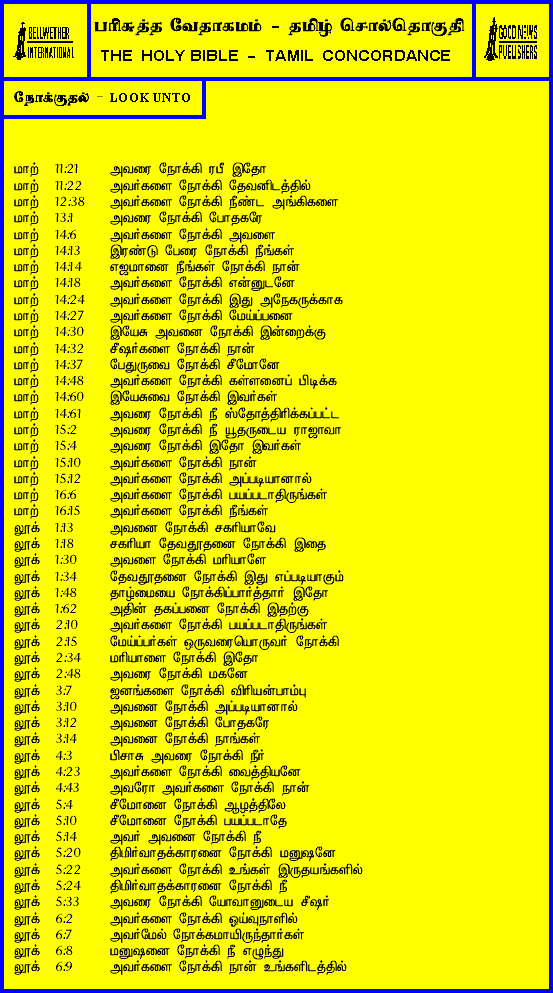 BELLWETHER
INTERNATIONAL
பரிசுத்த வேதாகமம் - தமிழ் சொல்தொகுதி
THE HOLY BIBLE - TAMIL CONCORDANCE
GOOD NEWS
PUBLISHERS
நோக்குதல் - LOOK UNTO
மாற் 11:21 அவரை நோக்கி ரபீ இதோ
மாற் 11:22 அவர்களை நோக்கி தேவனிடத்தில்
மாற் 12:38 அவர்களை நோக்கி நீண்ட அங்கிகளை
மாற் 13:1 அவரை நோக்கி போதகரே
மாற் 14:6 அவர்களை நோக்கி அவளை
மாற் 14:13 இரண்டு பேரை நோக்கி நீங்கள்
மாற் 14:14 எஜமானை நீங்கள் நோக்கி நான்
மாற் 14:18 அவர்களை நோக்கி என்னுடனே
மாற் 14:24 அவர்களை நோக்கி இது அநேகருக்காக
மாற் 14:27 அவர்களை நோக்கி மேய்ப்பனை
மாற் 14:30 இயேசு அவனை நோக்கி இன்றைக்கு
மாற் 14:32 சீஷர்களை நோக்கி நான்
மாற் 14:37 பேதுருவை நோக்கி சீமோனே
மாற் 14:48 அவர்களை நோக்கி கள்ளனைப் பிடிக்க
மாற் 14:60 இயேசுவை நோக்கி இவர்கள்
மாற் 14:61 அவரை நோக்கி நீ ஸ்தோத்திரிக்கப்பட்ட
மாற் 15:2 அவரை நோக்கி நீ யூதருடைய ராஜாவா
மாற் 15:4 அவரை நோக்கி இதோ இவர்கள்
மாற் 15:10 அவர்களை நோக்கி நான்
மாற் 15:12 அவர்களை நோக்கி அப்படியானால்
மாற் 16:6 அவர்களை நோக்கி பயப்படாதிருங்கள்
மாற் 16:15 அவர்களை நோக்கி நீங்கள்
லூக் 1:13 அவனை நோக்கி சகரியாவே
லூக் 1:18 சகரியா தேவதூதனை நோக்கி இதை
லூக் 1:30 அவளை நோக்கி மரியாளே
லூக் 1:34 தேவதூதனை நோக்கி இது எப்படியாகும்
லூக் 1:48 தாழ்மையை நோக்கிப்பார்த்தார் இதோ
லூக் 1:62 அதின் தகப்பனை நோக்கி இதற்கு
லூக் 2:10 அவர்களை நோக்கி பயப்படாதிருங்கள்
லூக் 2:15 மேய்ப்பர்கள் ஒருவரையொருவர் நோக்கி
லூக் 2:34 மரியாளை நோக்கி இதோ
லூக் 2:48 அவரை நோக்கி மகனே
லூக் 3:7 ஜனங்களை நோக்கி விரியன்பாம்பு
லூக் 3:10 அவனை நோக்கி அப்படியானால்
லூக் 3:12 அவனை நோக்கி போதகரே
லூக் 3:14 அவனை நோக்கி நாங்கள்
லூக் 4:3 பிசாசு அவரை நோக்கி நீர்
லூக் 4:23 அவர்களை நோக்கி வைத்தியனே
லூக் 4:43 அவரோ அவர்களை நோக்கி நான்
லூக் 5:4 சீமோனை நோக்கி ஆழத்திலே
லூக் 5:10 சீமோனை நோக்கி பயப்படாதே
லூக் 5:14 அவர் அவனை நோக்கி நீ
லூக் 5:20 திமிர்வாதக்காரனை நோக்கி மனுஷனே
லூக் 5:22 அவர்களை நோக்கி உங்கள் இருதயங்களில்
லூக் 5:24 திமிர்வாதக்காரனை நோக்கி நீ
லூக் 5:33 அவரை நோக்கி யோவானுடைய சீஷர்
லூக் 6:2 அவர்களை நோக்கி ஓய்வுநாளில்
லூக் 6:7 அவர்மேல் நோக்கமாயிருந்தார்கள்
லூக் 6:8 மனுஷனை நோக்கி நீ எழுந்து
லூக் 6:9 அவர்களை நோக்கி நான் உங்களிடத்தில்